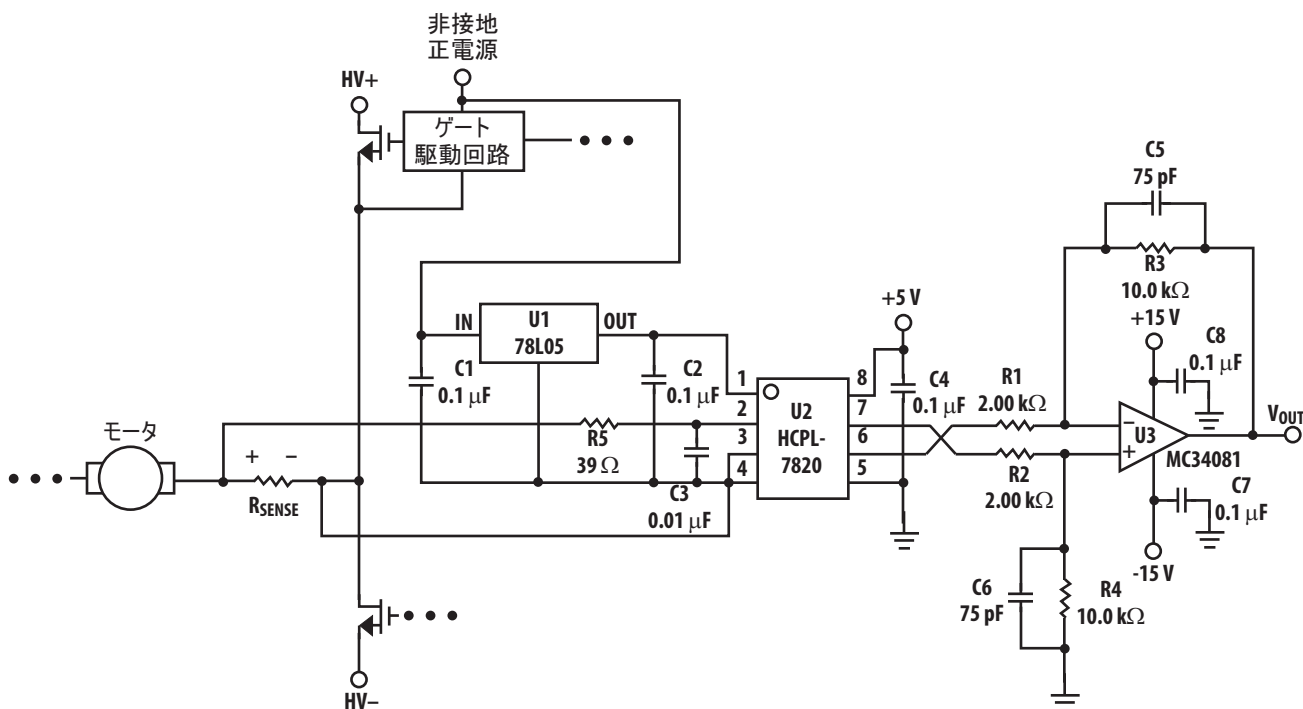 非接地
正電源
HV+
ゲート
駆動回路
C5
75 pF
R3
10.0 kΩ
+5 V
+15 V
IN
U1
78L05
OUT
C8
0.1 μF
C1
0.1 μF
C2
0.1 μF
1
2
3
4
8
7
6
5
U2
HCPL-
7820
C4
0.1 μF
R1
2.00 kΩ
−
+
U3
MC34081
VOUT
R2
2.00 kΩ
モータ
+ −
RSENSE
R5
39 Ω
C3
0.01 μF
C7
0.1 μF
-15 V
C6
75 pF
R4
10.0 kΩ
HV–